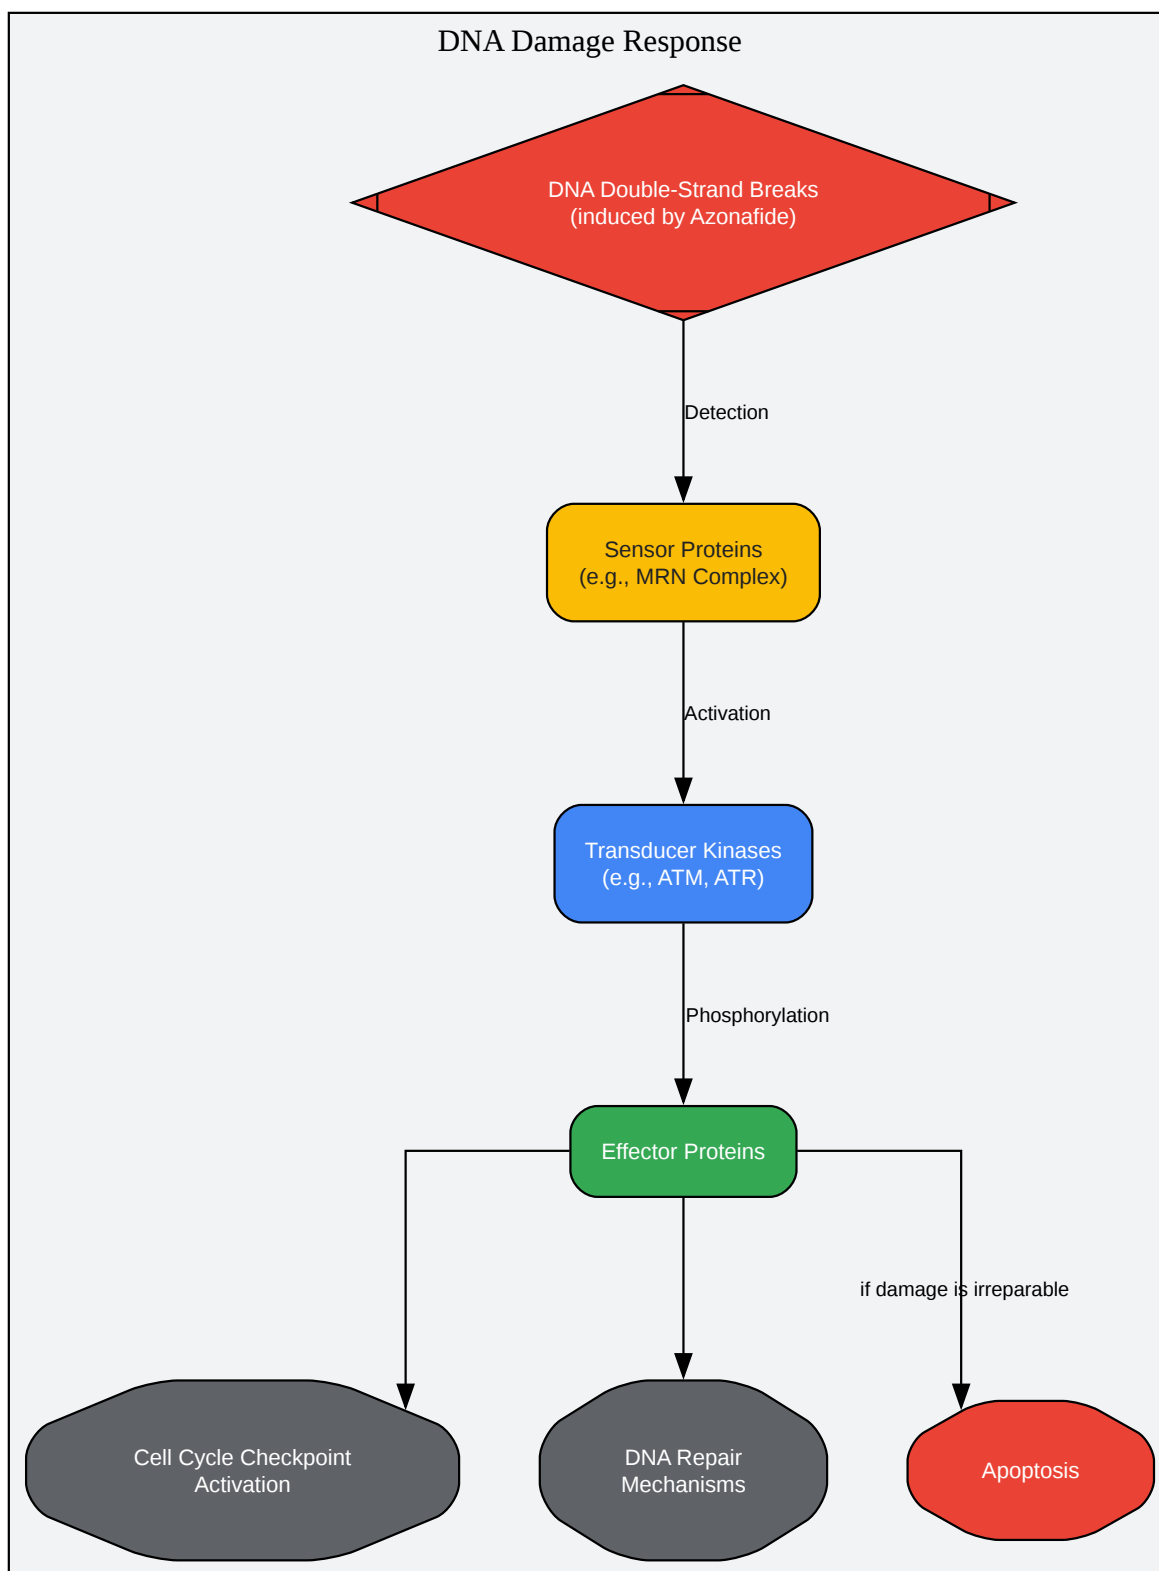 DNA Damage Response
DNA Double-Strand Breaks
(induced by Azonafide)
Detection
Sensor Proteins
(e.g., MRN Complex)
Activation
Transducer Kinases
(e.g., ATM, ATR)
Phosphorylation
Effector Proteins
if damage is irreparable
Cell Cycle Checkpoint
Activation
DNA Repair
Mechanisms
Apoptosis